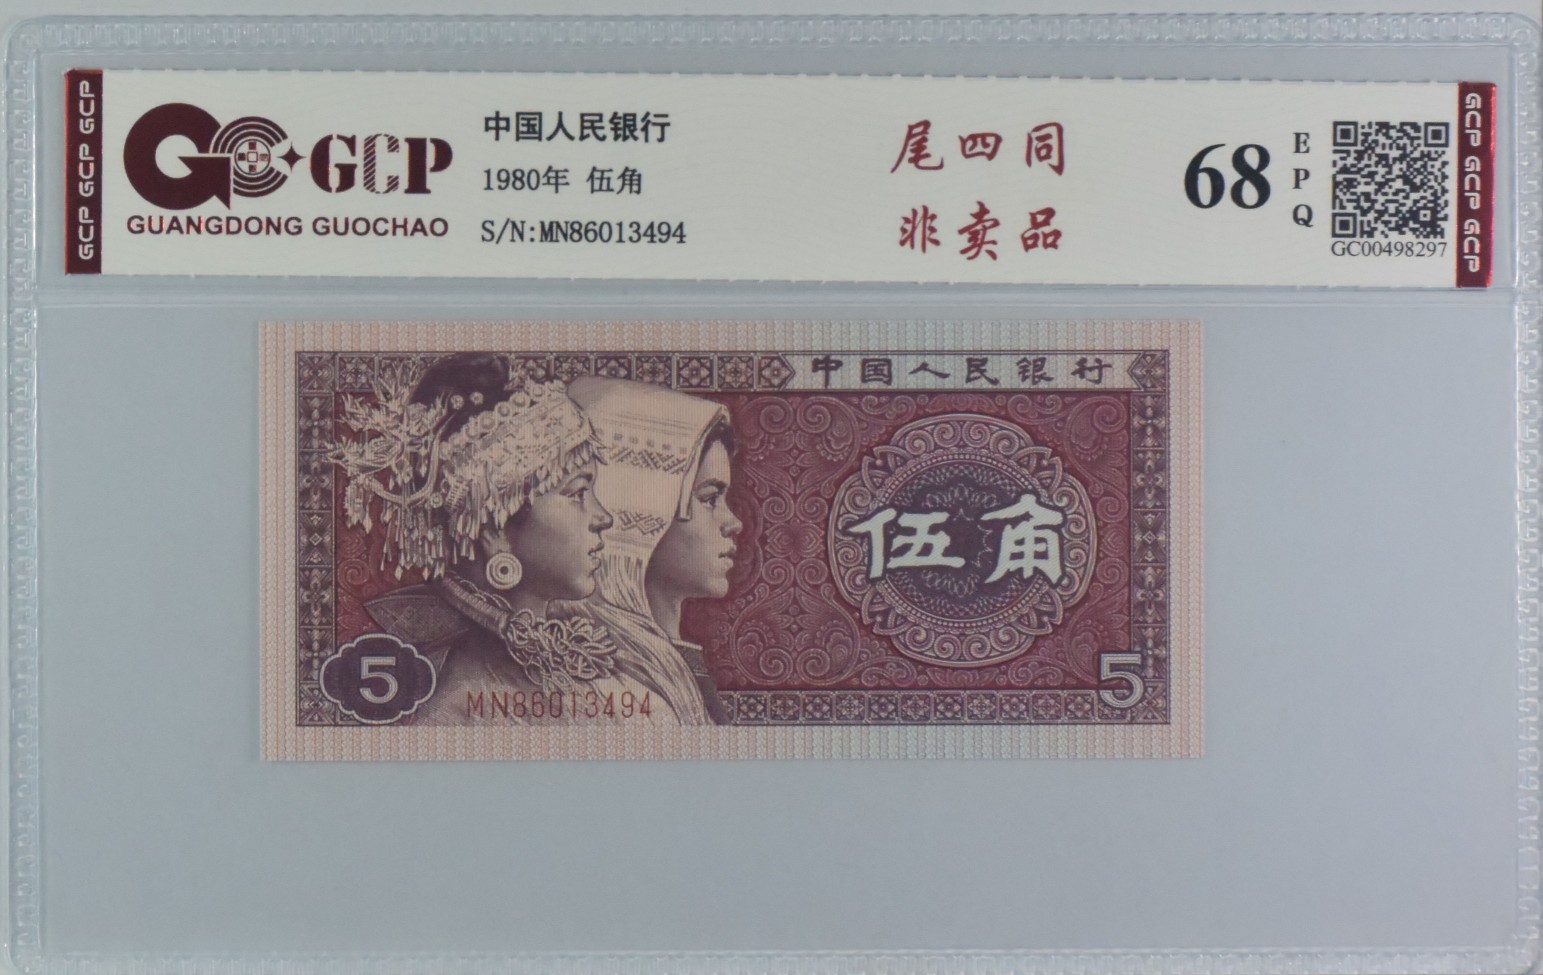 GCP GCP GCP
GCP
GUANGDONG GUOCHAO
中国人民银行
1980年 伍角
S/N:MN86013494
尾四同
非卖品
68
EPQ
GC00498297
GCP GCP GCP
中国人民银行
伍角
5
MN86013494
5